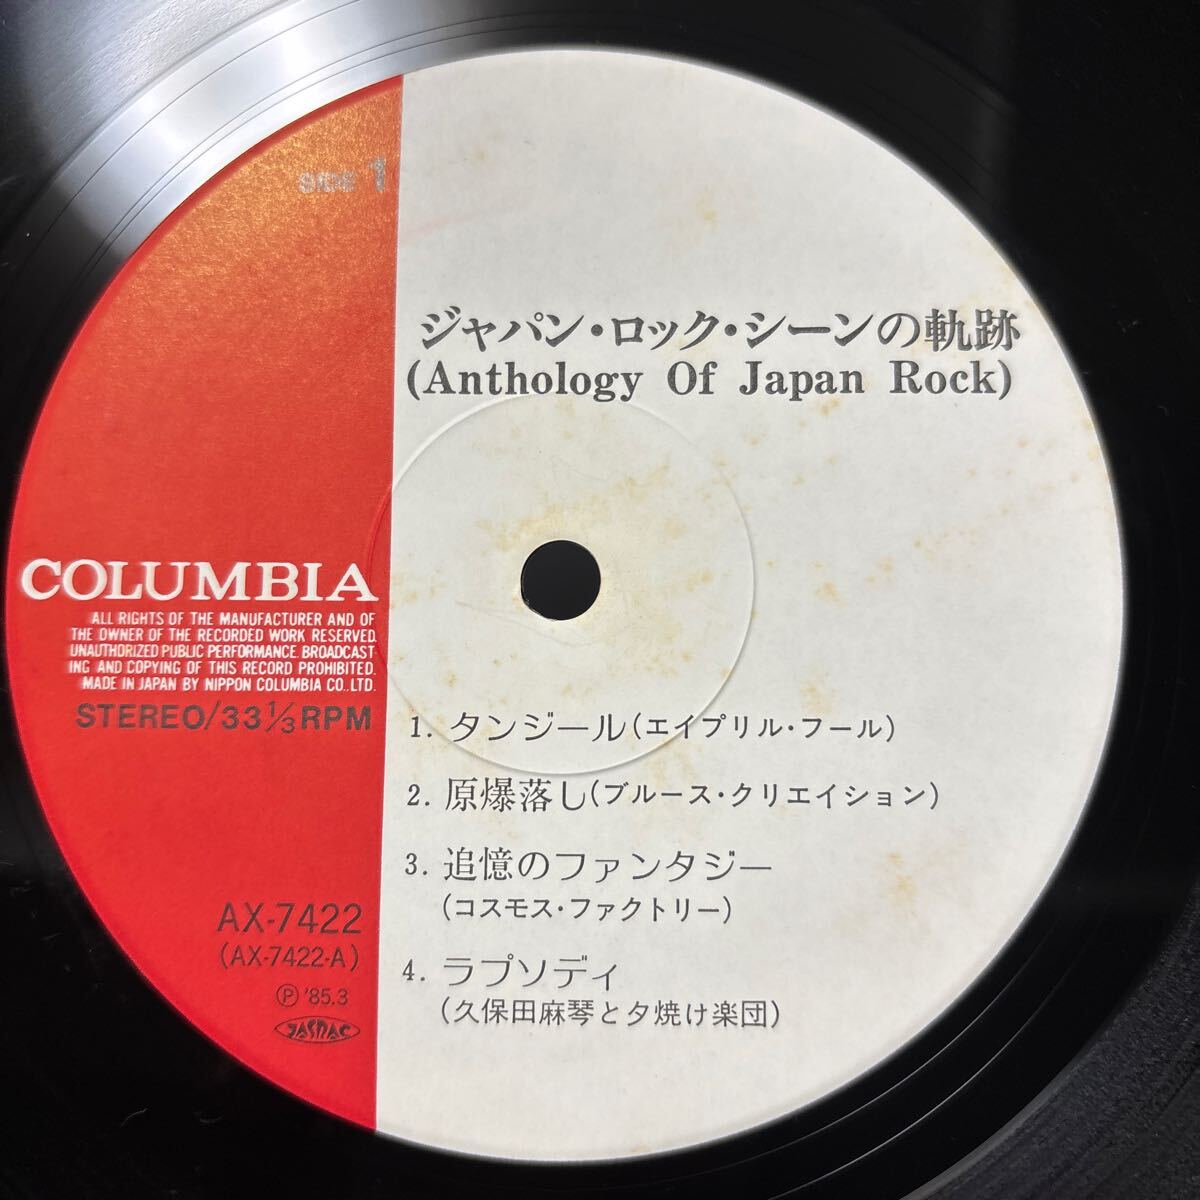 SIDE 1
ジャパン・ロック・シーンの軌跡
(Anthology Of Japan Rock)
COLUMBIA
ALL RIGHTS OF THE MANUFACTURER AND OF
THE OWNER OF THE RECORDED WORK RESERVED.
UNAUTHORIZED PUBLIC PERFORMANCE. BROADCAST
ING AND COPYING OF THIS RECORD PROHIBITED.
MADE IN JAPAN BY NIPPON COLUMBIA CO., LTD.
STEREO/33 1/3 RPM
1. タンジール(エイプリル・フール)
2. 原爆落し(ブルース・クリエイション)
3. 追憶のファンタジー
(コスモス・ファクトリー)
4. ラプソディ
(久保田麻琴と夕焼け楽団)
AX-7422
(AX-7422-A)
Ⓟ '85.3
JASRAC